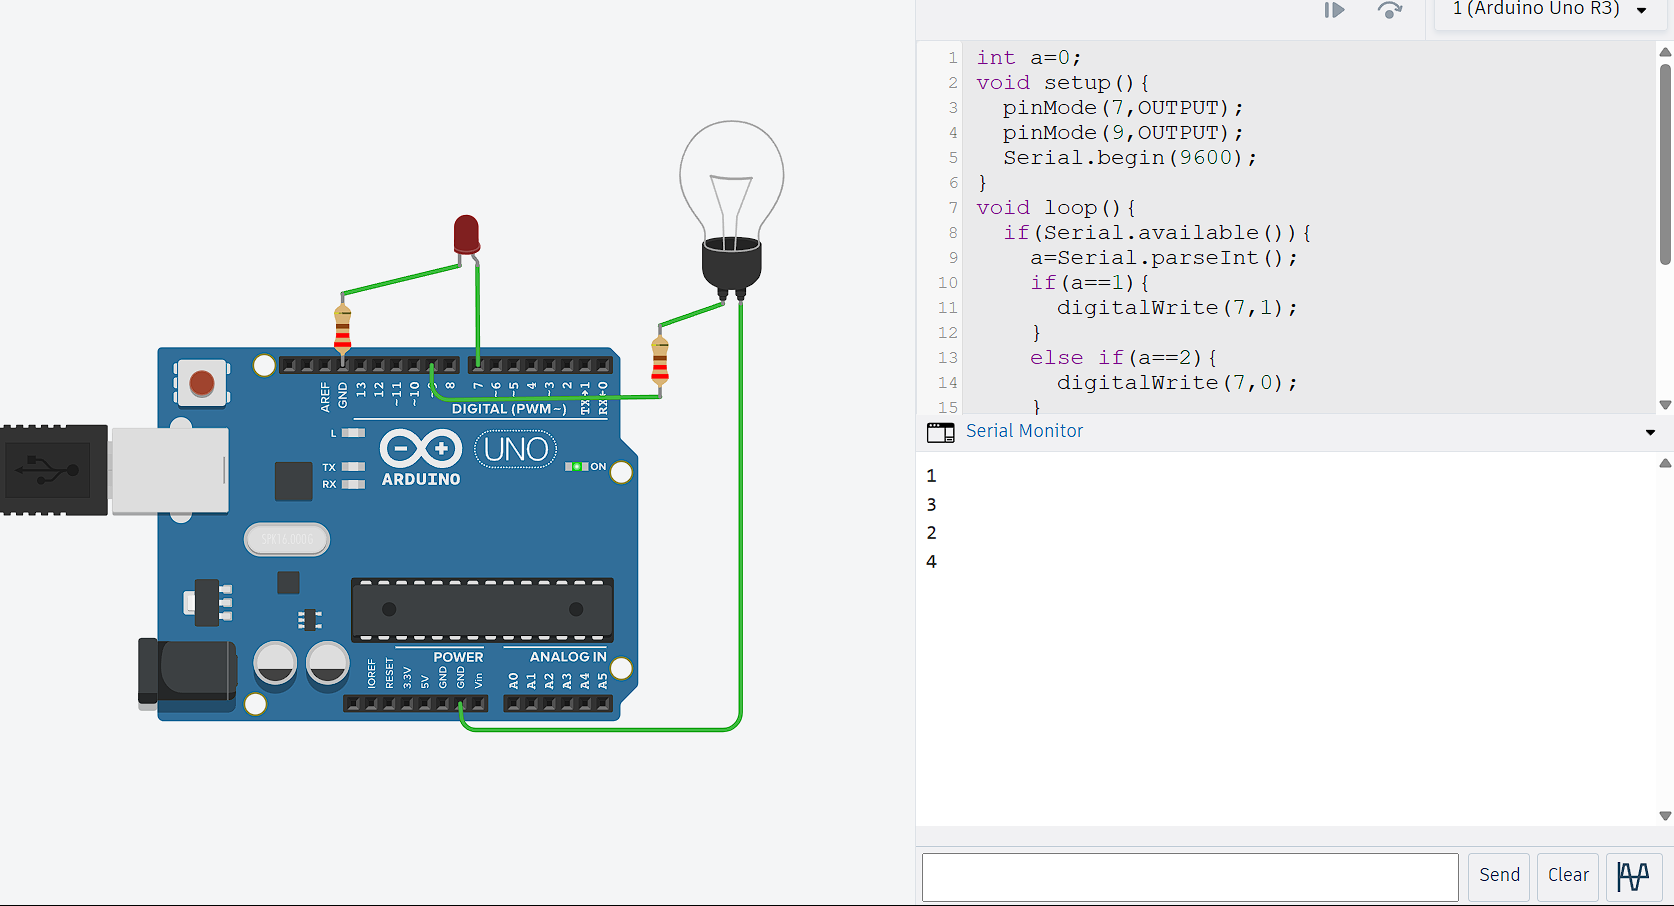 1 (Arduino Uno R3)
1 int a=0;
2 void setup(){
3 pinMode(7,OUTPUT);
4 pinMode(9,OUTPUT);
5 Serial.begin(9600);
6 }
7 void loop(){
8 if(Serial.available()){
9 a=Serial.parseInt();
10 if(a==1){
11 digitalWrite(7,1);
12 }
13 else if(a==2){
14 digitalWrite(7,0);
15 }
Serial Monitor
1
3
2
4
Send
Clear
AREF
GND
13
12
~11
~10
8
7
~6
~5
4
~3
2
TX→1
RX←0
DIGITAL (PWM~)
L
TX
RX
ARDUINO
UNO
ON
SPK16.000G
POWER
ANALOG IN
IOREF
RESET
3.3V
5V
GND
GND
Vin
A0
A1
A2
A3
A4
A5